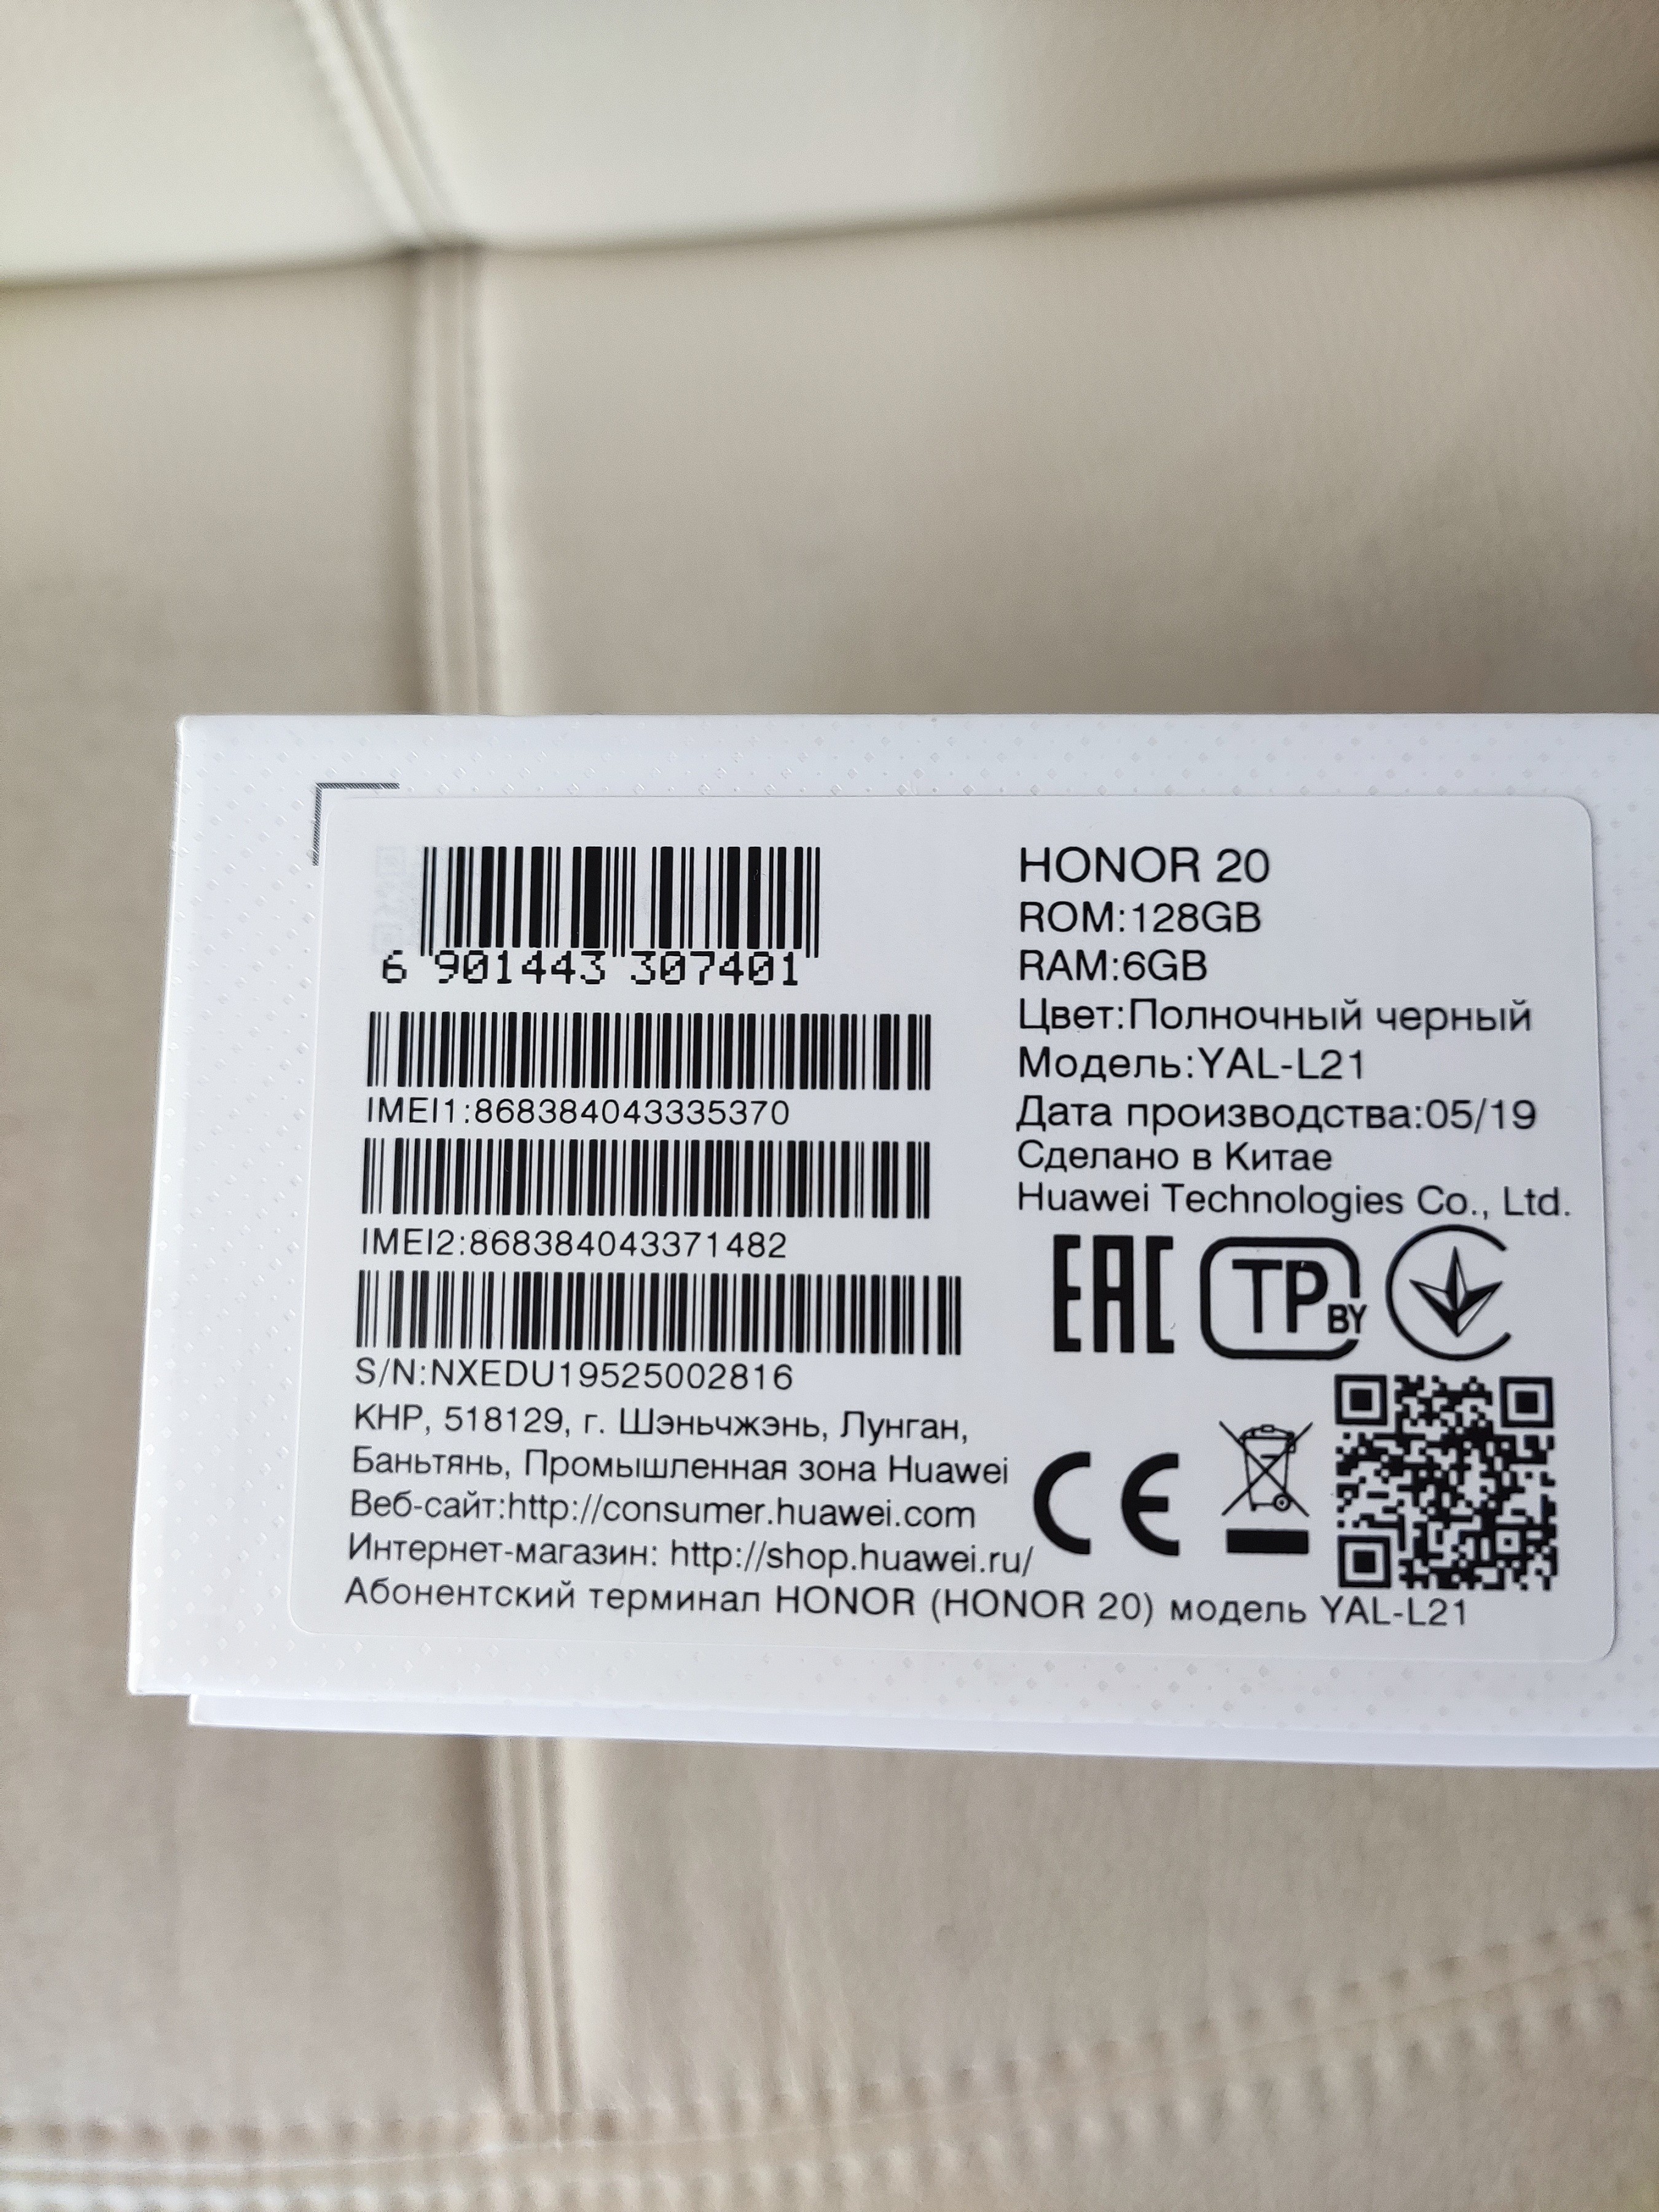 6 901443 307401
IMEI1:868384043335370
IMEI2:868384043371482
S/N:NXEDU19525002816
КНР, 518129, г. Шэньчжэнь, Лунган,
Баньтянь, Промышленная зона Huawei
Веб-сайт:http://consumer.huawei.com
Интернет-магазин: http://shop.huawei.ru/
Абонентский терминал HONOR (HONOR 20) модель YAL-L21
HONOR 20
ROM:128GB
RAM:6GB
Цвет:Полночный черный
Модель:YAL-L21
Дата производства:05/19
Сделано в Китае
Huawei Technologies Co., Ltd.
EAC TP BY
CE